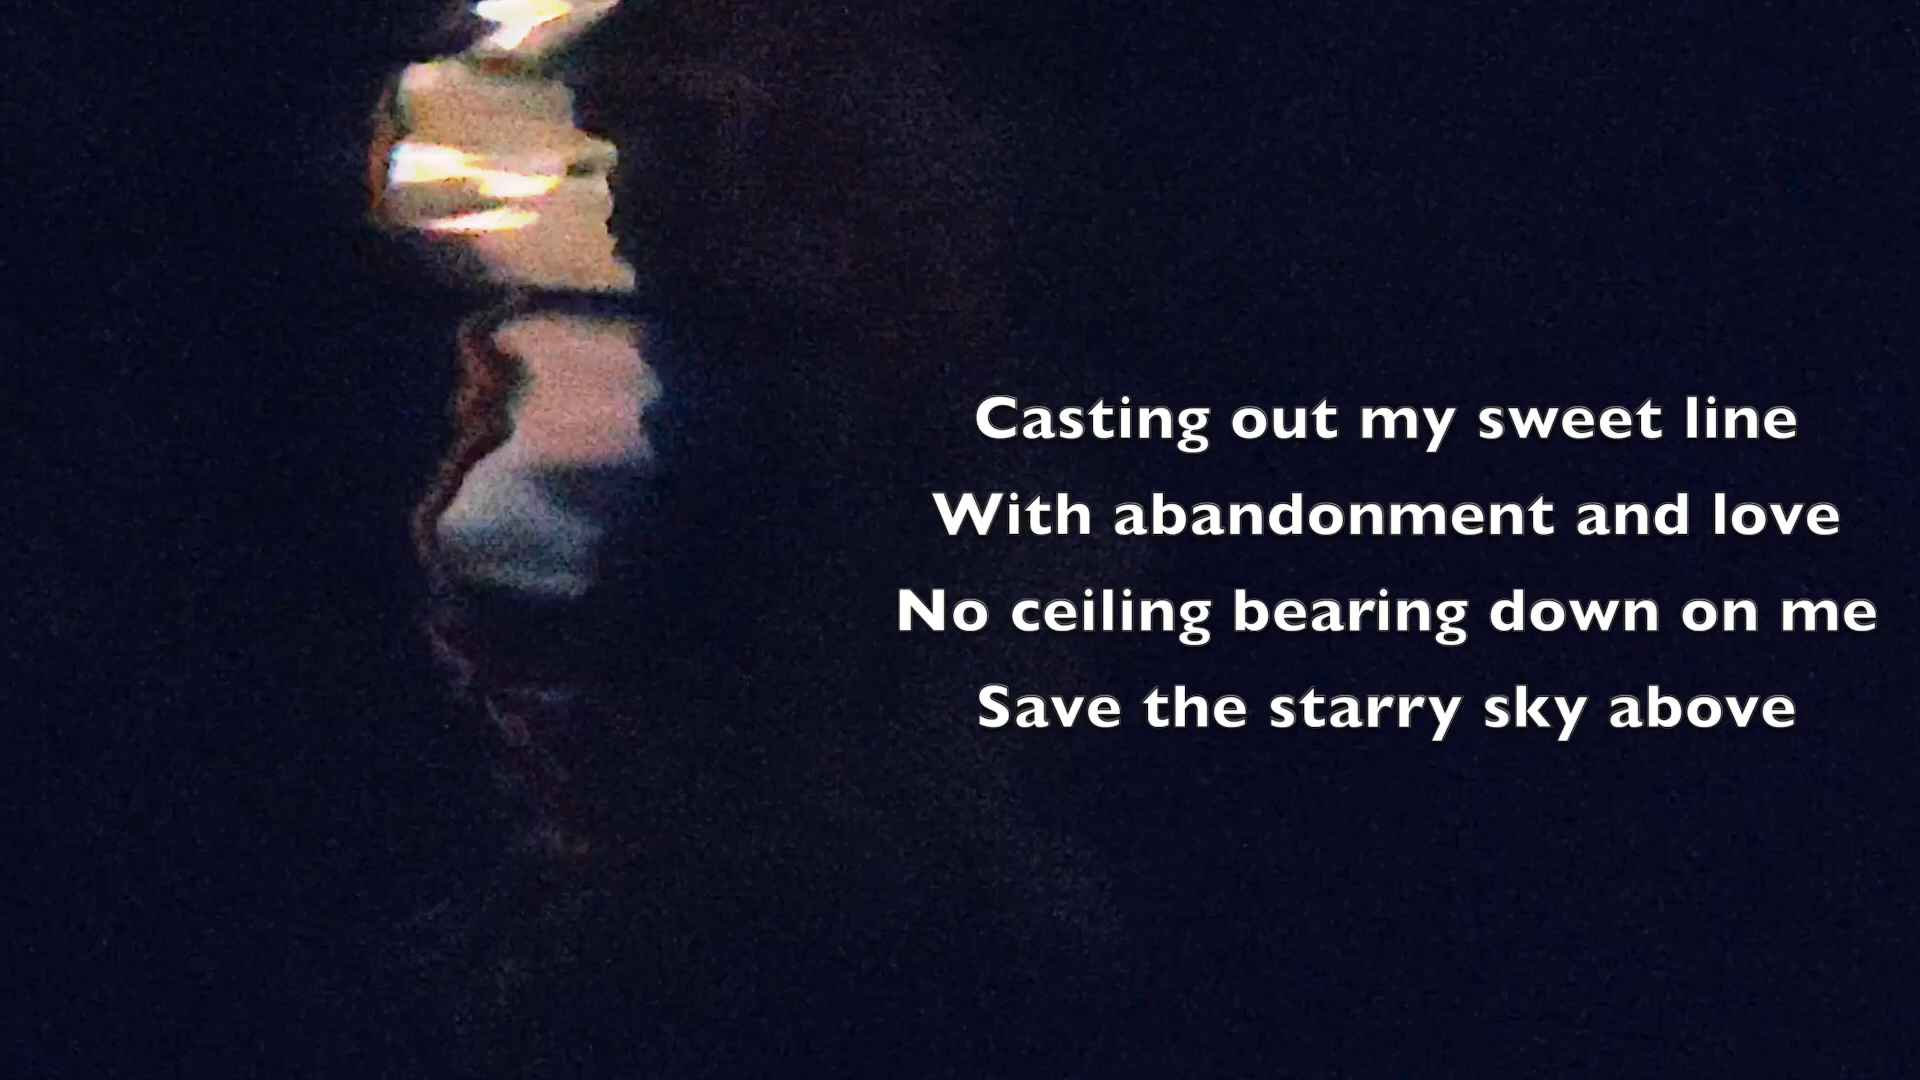 Casting out my sweet line
With abandonment and love
No ceiling bearing down on me
Save the starry sky above